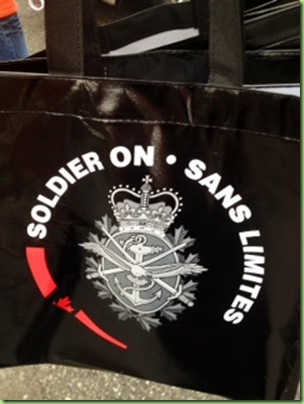 SOLDIER ON • SANS LIMITES